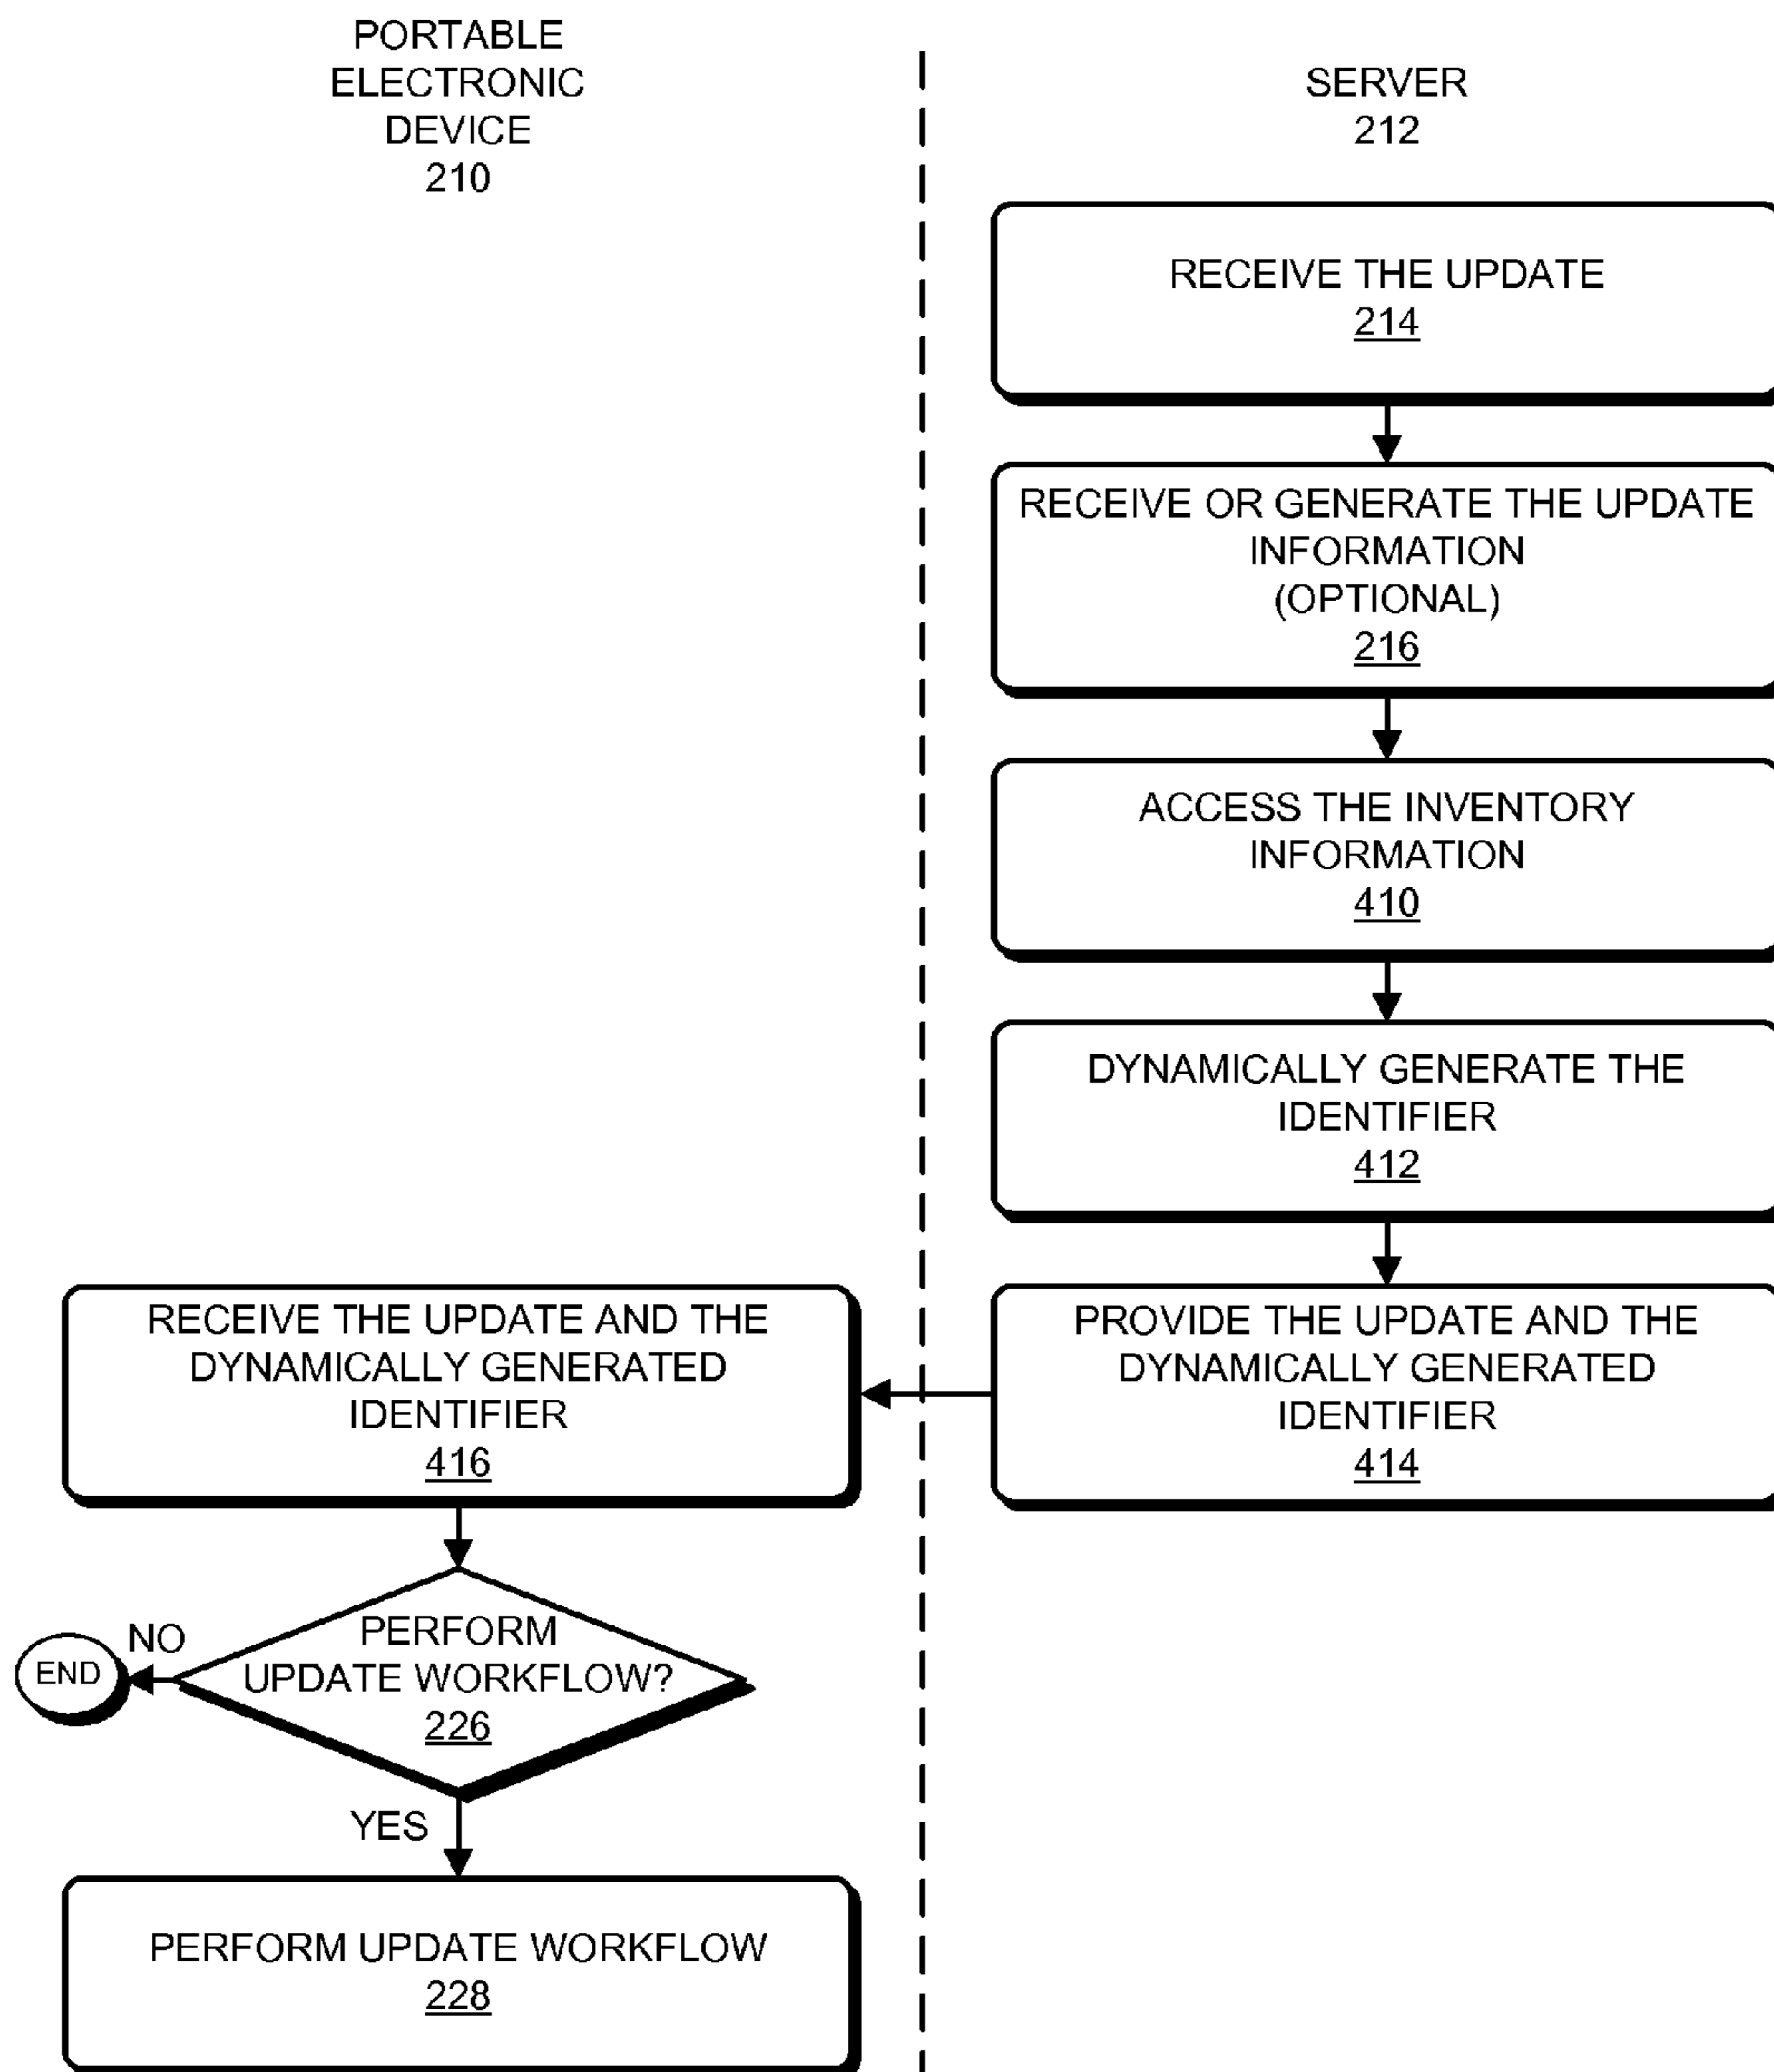 PORTABLE
ELECTRONIC
DEVICE
210
SERVER
212
RECEIVE THE UPDATE
214
RECEIVE OR GENERATE THE UPDATE
INFORMATION
(OPTIONAL)
216
ACCESS THE INVENTORY
INFORMATION
410
DYNAMICALLY GENERATE THE
IDENTIFIER
412
PROVIDE THE UPDATE AND THE
DYNAMICALLY GENERATED
IDENTIFIER
414
RECEIVE THE UPDATE AND THE
DYNAMICALLY GENERATED
IDENTIFIER
416
PERFORM
UPDATE WORKFLOW?
226
NO
END
YES
PERFORM UPDATE WORKFLOW
228